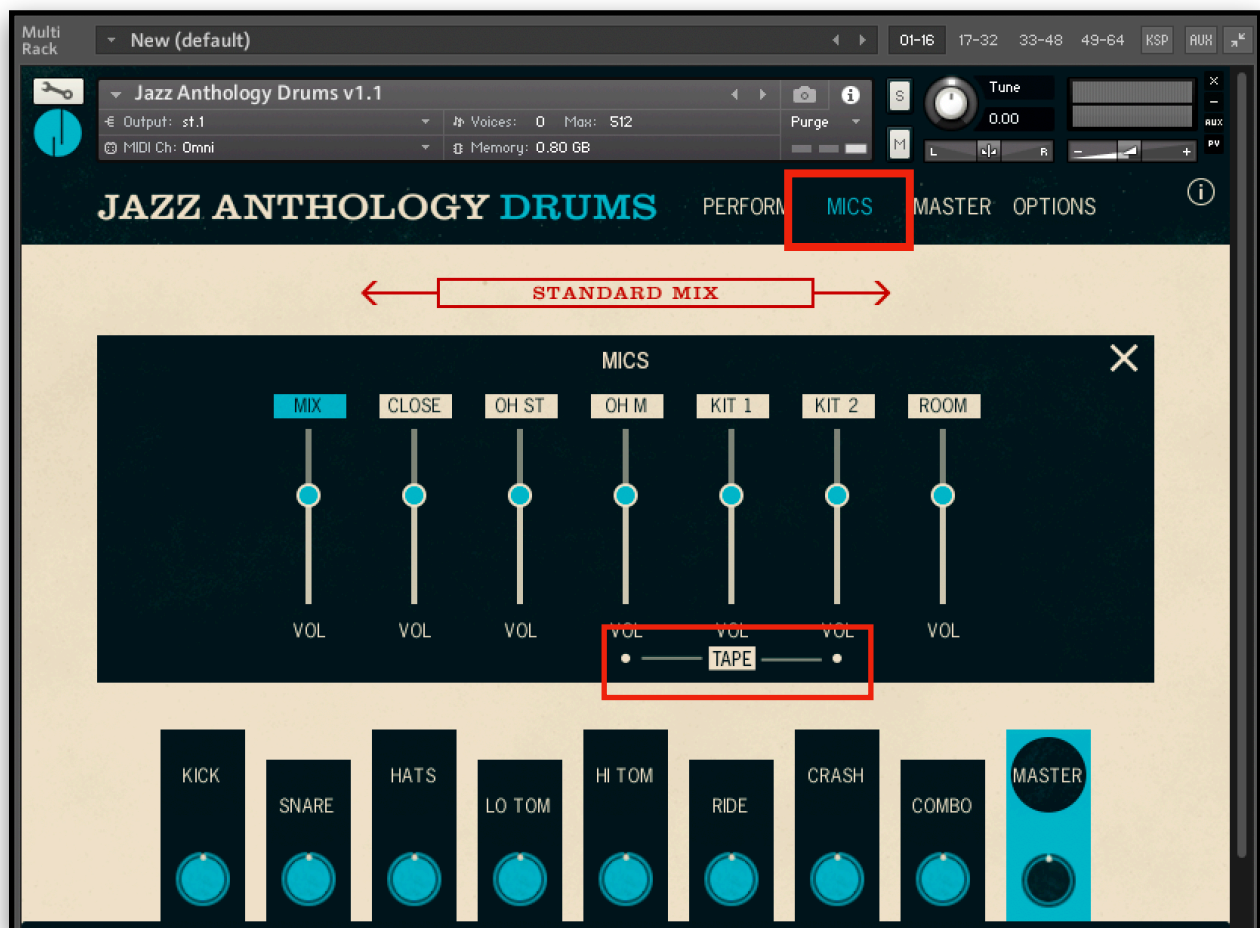 Multi
Rack
New (default)
01-16 17-32 33-48 49-64 KSP AUX
Jazz Anthology Drums v1.1
Output: st.1
Voices: 0 Max: 512
Purge
MIDI Ch: Omni
Memory: 0.80 GB
S
M
Tune
0.00
L R
- +
X
AUX
PV
JAZZ ANTHOLOGY DRUMS
PERFORM MICS MASTER OPTIONS
i
STANDARD MIX
MICS
MIX CLOSE OH ST OH M KIT 1 KIT 2 ROOM
VOL VOL VOL VOL VOL VOL VOL
TAPE
KICK HATS HI TOM CRASH MASTER
SNARE LO TOM RIDE COMBO